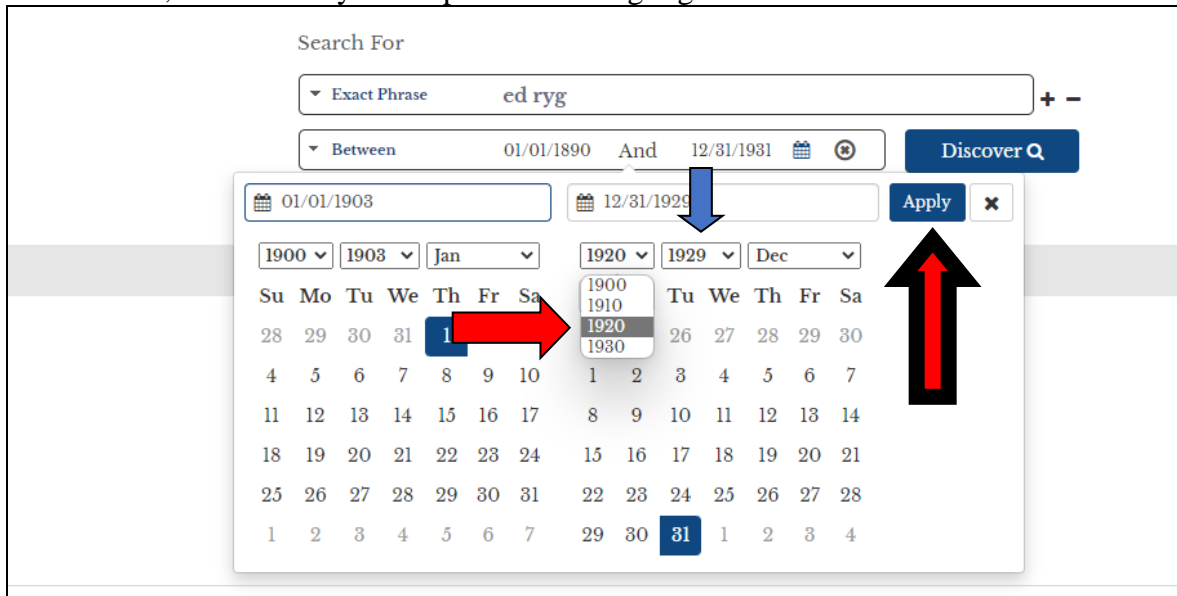 Search For
Exact Phrase ed ryg + −
Between 01/01/1890 And 12/31/1931 Discover
01/01/1903 12/31/1929 Apply
1900 1903 Jan 1920 1929 Dec
1900
1910
1920
1930
Su Mo Tu We Th Fr Sa Tu We Th Fr Sa
28 29 30 31 1 26 27 28 29 30
4 5 6 7 8 9 10 1 2 3 4 5 6 7
11 12 13 14 15 16 17 8 9 10 11 12 13 14
18 19 20 21 22 23 24 15 16 17 18 19 20 21
25 26 27 28 29 30 31 22 23 24 25 26 27 28
1 2 3 4 5 6 7 29 30 31 1 2 3 4